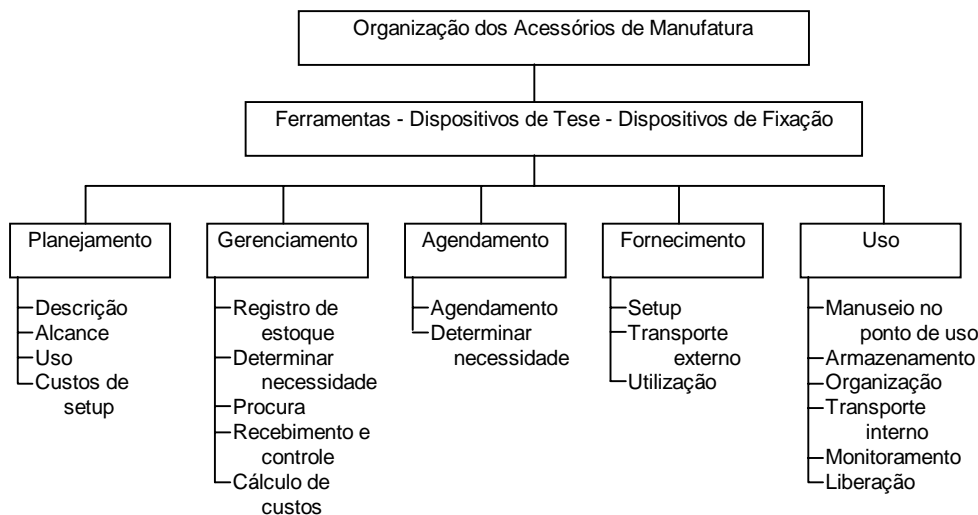 Organização dos Acessórios de Manufatura
Ferramentas - Dispositivos de Tese - Dispositivos de Fixação
Planejamento
Descrição
Alcance
Uso
Custos de
setup
Gerenciamento
Registro de
estoque
Determinar
necessidade
Procura
Recebimento e
controle
Cálculo de
custos
Agendamento
Agendamento
Determinar
necessidade
Fornecimento
Setup
Transporte
externo
Utilização
Uso
Manuseio no
ponto de uso
Armazenamento
Organização
Transporte
interno
Monitoramento
Liberação